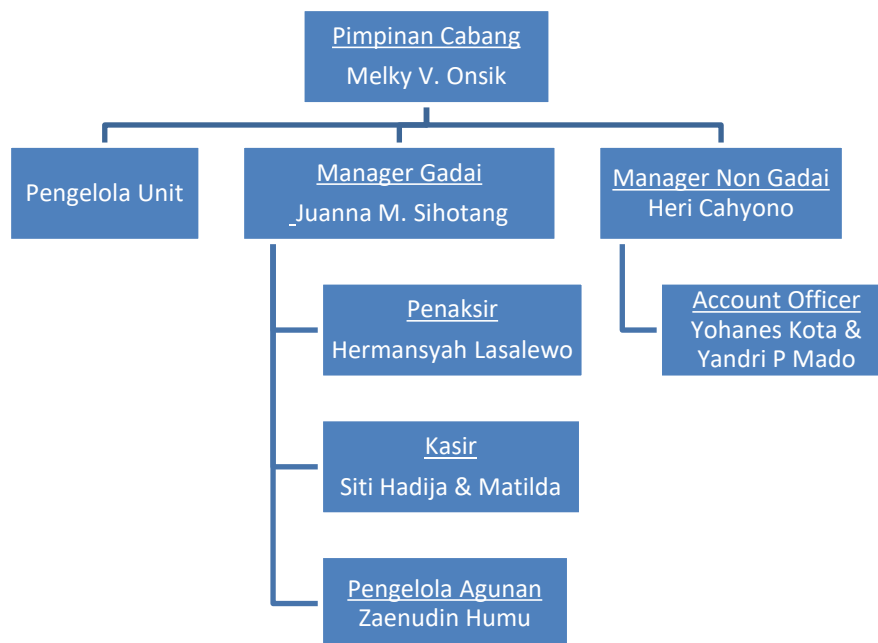 Pimpinan Cabang
Melky V. Onsik
Pengelola Unit
Manager Gadai
Juanna M. Sihotang
Manager Non Gadai
Heri Cahyono
Penaksir
Hermansyah Lasalewo
Account Officer
Yohanes Kota &
Yandri P Mado
Kasir
Siti Hadija & Matilda
Pengelola Agunan
Zaenudin Humu